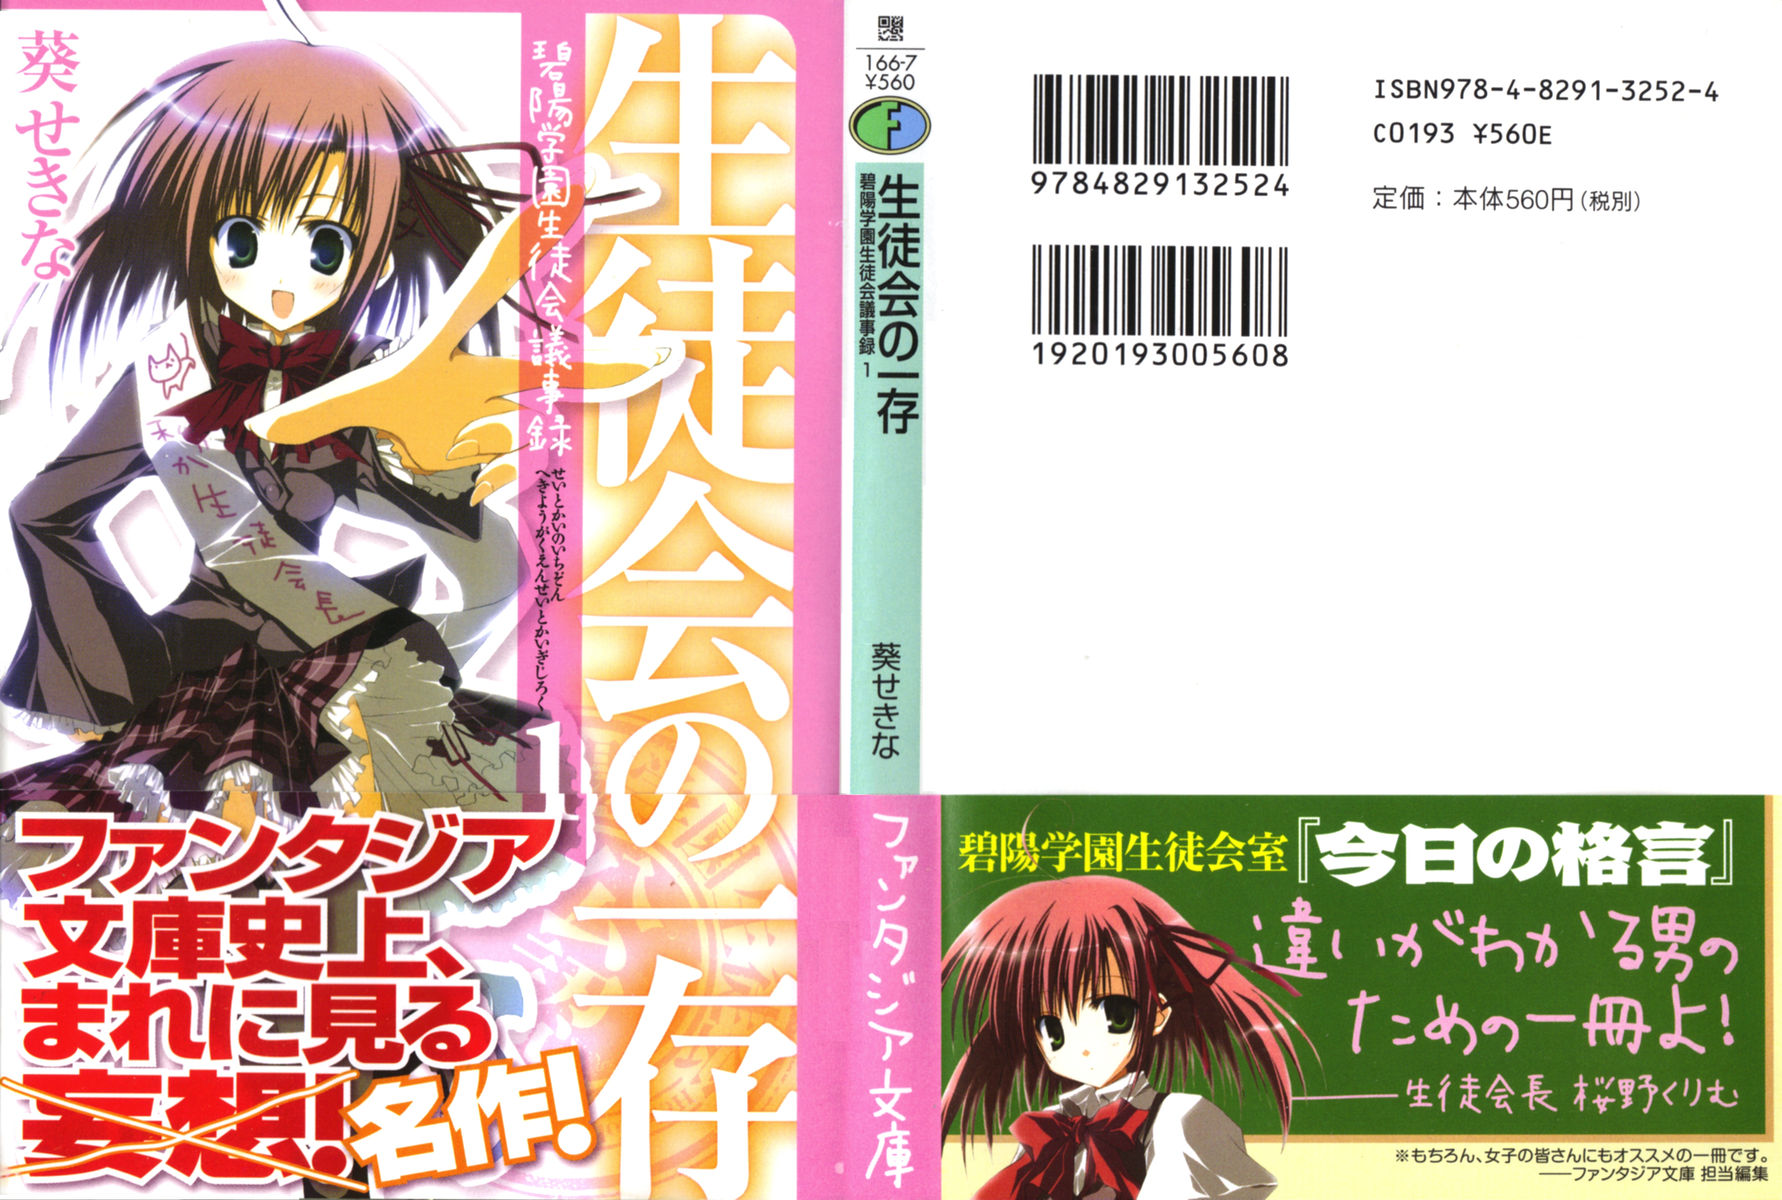 生徒会の一存
碧陽学園生徒会議事録
せいとかいのいちぞん
へきようがくえんせいとかいぎじろく
1
葵せきな
私が生徒会長
ファンタジア
文庫史上、
まれに見る
妄想!
名作!
166-7
¥560
F
生徒会の一存
碧陽学園生徒会議事録 1
葵せきな
ファンタジア文庫
9784829132524
1920193005608
ISBN978-4-8291-3252-4
C0193 ¥560E
定価:本体560円(税別)
碧陽学園生徒会室『今日の格言』
違いがわかる男の
ための一冊よ!
——生徒会長 桜野くりむ
※もちろん、女子の皆さんにもオススメの一冊です。
——ファンタジア文庫 担当編集